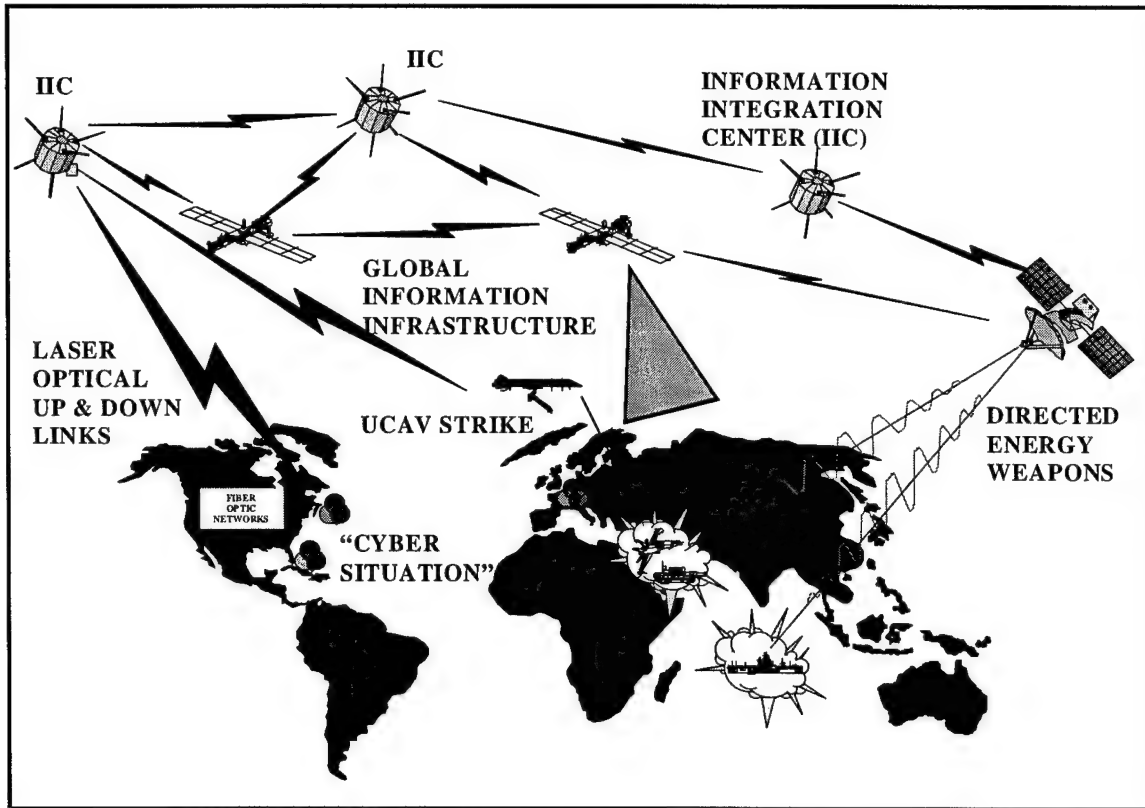 IIC
IIC
INFORMATION
INTEGRATION
CENTER (IIC)
GLOBAL
INFORMATION
INFRASTRUCTURE
LASER
OPTICAL
UP & DOWN
LINKS
UCAV STRIKE
DIRECTED
ENERGY
WEAPONS
FIBER
OPTIC
NETWORKS
“CYBER
SITUATION”